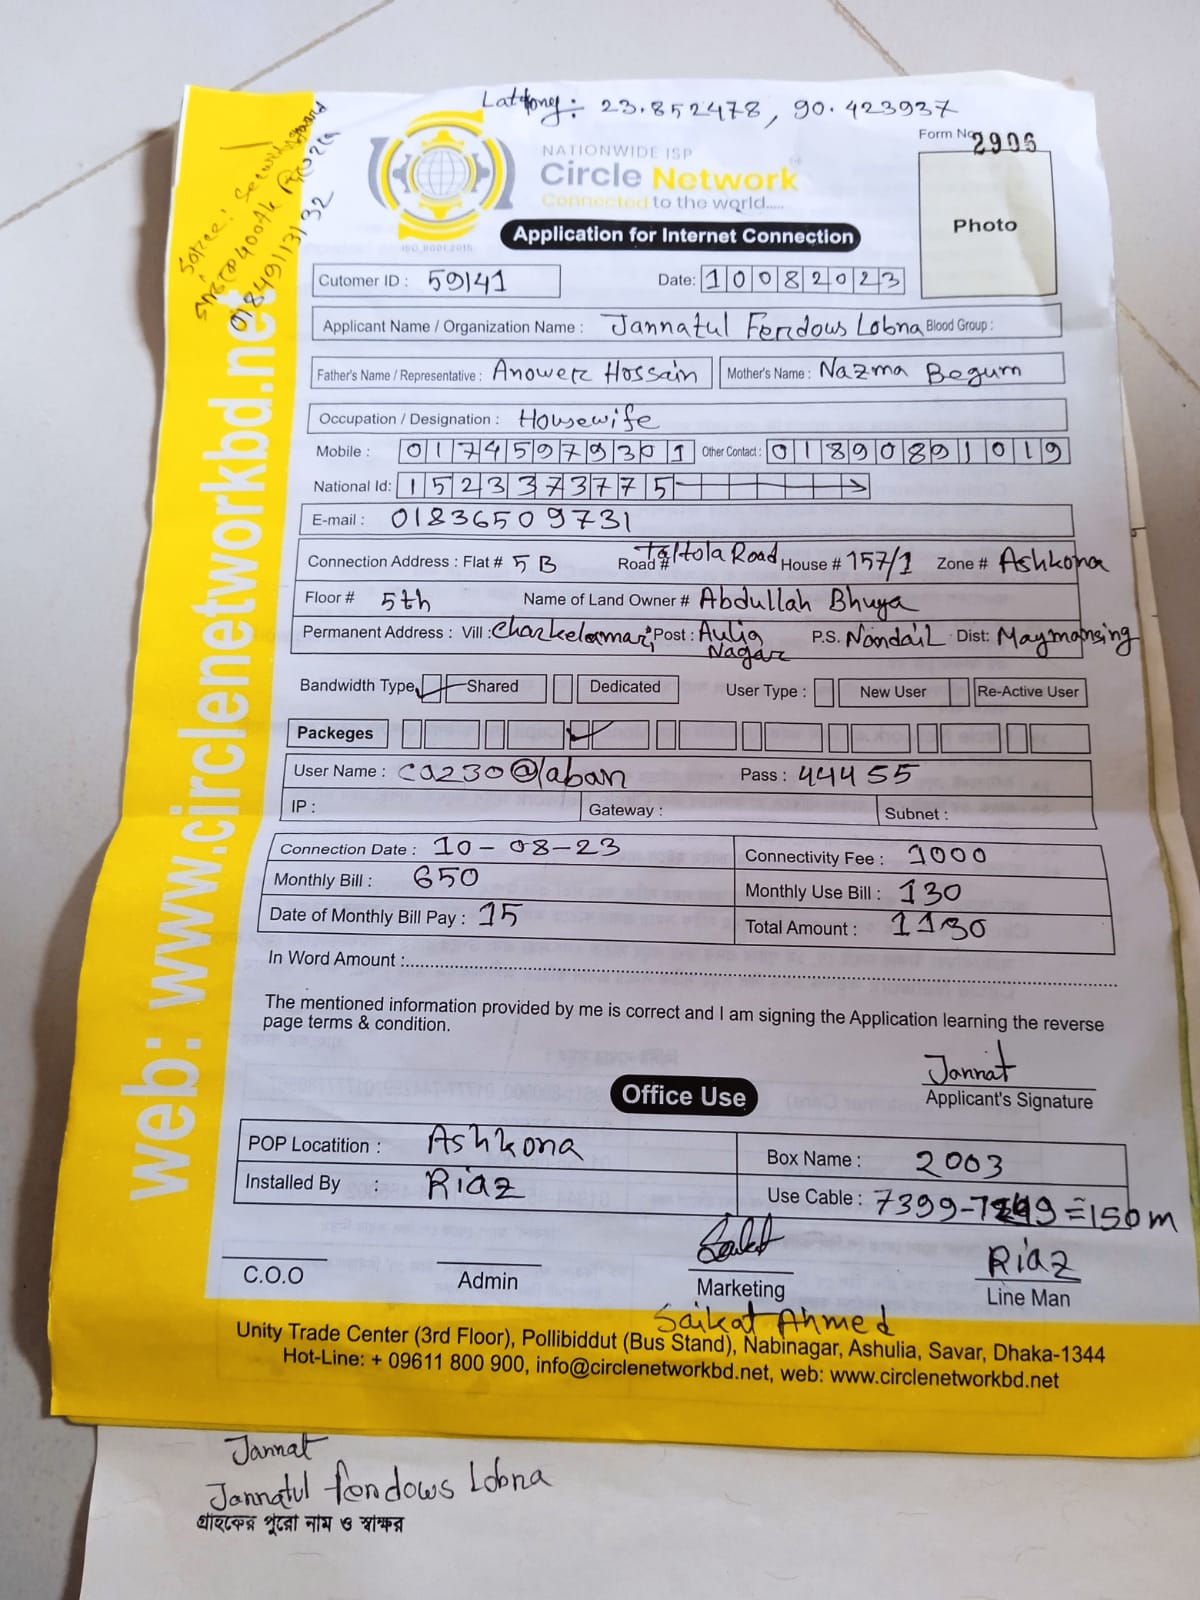 Lat/long: 23.852478, 90.423937
Form No 2906
NATIONWIDE ISP
Circle Network
Connected to the world.....
ISO 9001:2015
Application for Internet Connection
Photo
01849113132
Cutomer ID : 59141 Date: 10082023
Applicant Name / Organization Name : Jannatul Ferdous Lobna Blood Group :
Father's Name / Representative : Anower Hossain Mother's Name : Nazma Begum
Occupation / Designation : Housewife
Mobile : 01745979301 Other Contact : 01890891019
National Id: 1523373775
E-mail : 01836509731
Connection Address : Flat # 5B Road # Taltola Road House # 157/1 Zone # Ashkona
Floor # 5th Name of Land Owner # Abdullah Bhuya
Permanent Address : Vill : Charkelamari, Post : Aulia Nagar P.S. Nandail Dist: Maymansing
Bandwidth Type Shared Dedicated User Type : New User Re-Active User
Packeges
User Name : ca230@laban Pass : 44455
IP : Gateway : Subnet :
Connection Date : 10-08-23 Connectivity Fee : 1000
Monthly Bill : 650 Monthly Use Bill : 130
Date of Monthly Bill Pay : 15 Total Amount : 1130
In Word Amount :
The mentioned information provided by me is correct and I am signing the Application learning the reverse
page terms & condition.
Jannat
Applicant's Signature
Office Use
POP Locatition : Ashkona Box Name : 2003
Installed By : Riaz Use Cable : 7399-7249=150m
Riaz
C.O.O Admin Marketing Line Man
Saikat Ahmed
Unity Trade Center (3rd Floor), Pollibiddut (Bus Stand), Nabinagar, Ashulia, Savar, Dhaka-1344
Hot-Line: + 09611 800 900, info@circlenetworkbd.net, web: www.circlenetworkbd.net
web: www.circlenetworkbd.net
Jannat
Jannatul ferdows Lobna
গ্রাহকের পুরো নাম ও স্বাক্ষর